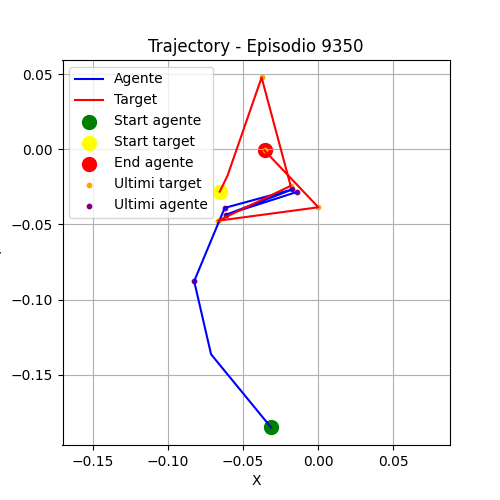 Trajectory - Episodio 9350
Agente
Target
Start agente
Start target
End agente
Ultimi target
Ultimi agente
0.05
0.00
−0.05
−0.10
−0.15
−0.15
−0.10
−0.05
0.00
0.05
X